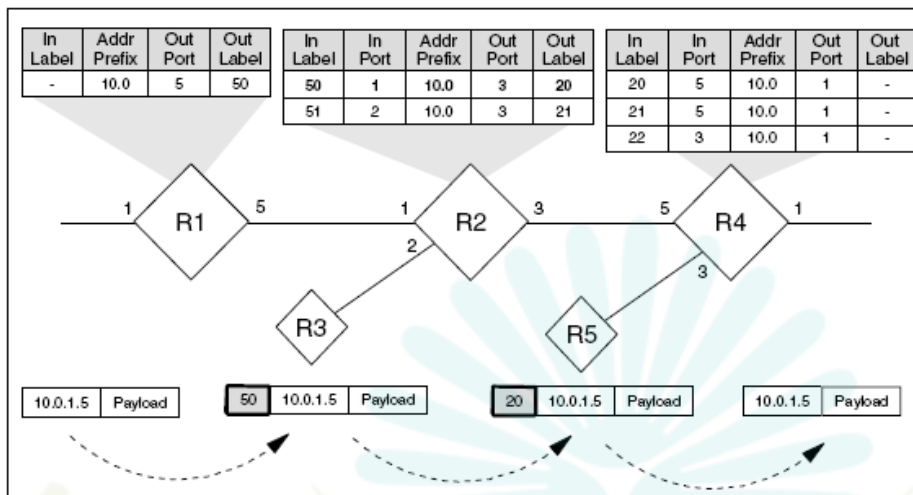 In Label Addr Prefix Out Port Out Label
- 10.0 5 50
In Label In Port Addr Prefix Out Port Out Label
50 1 10.0 3 20
51 2 10.0 3 21
In Label In Port Addr Prefix Out Port Out Label
20 5 10.0 1 -
21 5 10.0 1 -
22 3 10.0 1 -
1 R1 5 1 R2 3 5 R4 1
2 3
R3 R5
10.0.1.5 Payload
50 10.0.1.5 Payload
20 10.0.1.5 Payload
10.0.1.5 Payload